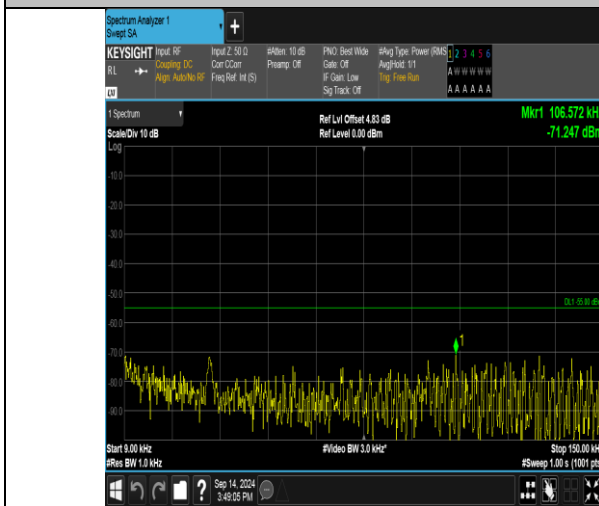 Spectrum Analyzer 1
Swept SA
+
KEYSIGHT
RL
Input: RF
Coupling: DC
Align: Auto/No RF
Input Z: 50 Ω
Corr CCorr
Freq Ref: Int (S)
#Atten: 10 dB
Preamp: Off
PNO: Best Wide
Gate: Off
IF Gain: Low
Sig Track: Off
#Avg Type: Power (RMS
Avg|Hold: 1/1
Trig: Free Run
1 2 3 4 5 6
A W W W W W
A A A A A A
1 Spectrum
Scale/Div 10 dB
Log
Ref Lvl Offset 4.83 dB
Ref Level 0.00 dBm
Mkr1 106.572 kH
-71.247 dBm
-10.0
-20.0
-30.0
-40.0
-50.0
-60.0
-70.0
-80.0
-90.0
DL1 -55.00 dB
1
Start 9.00 kHz
#Res BW 1.0 kHz
#Video BW 3.0 kHz*
Stop 150.00 kH
#Sweep 1.00 s (1001 pts
?
Sep 14, 2024
3:49:05 PM